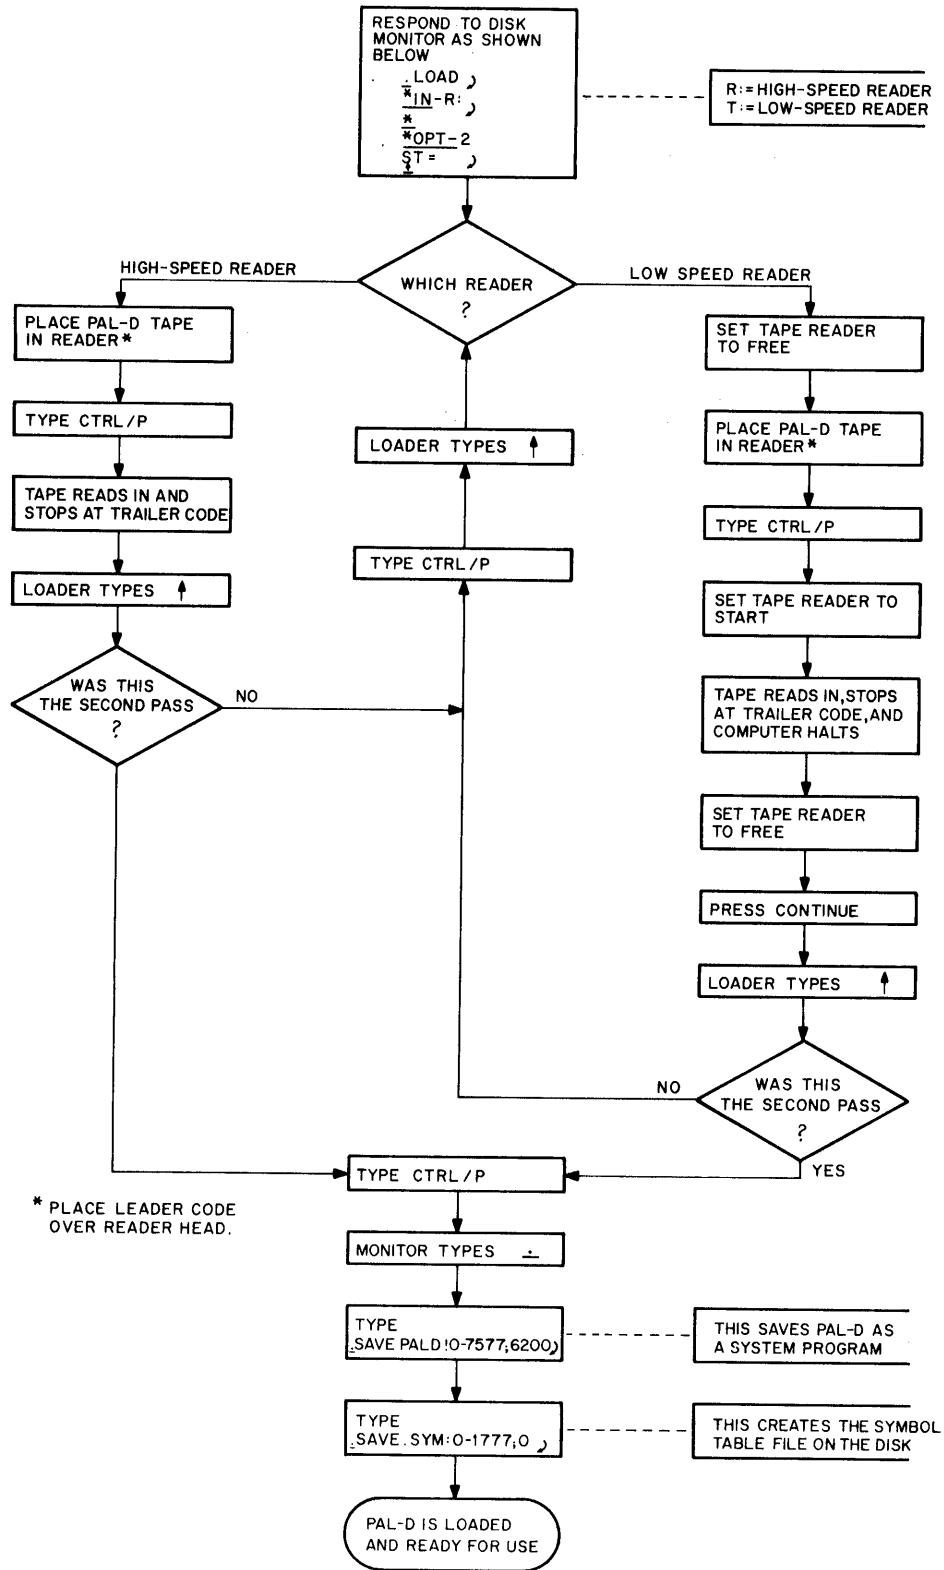 RESPOND TO DISK
MONITOR AS SHOWN
BELOW
.LOAD
*IN-R:
*
*OPT-2
ST=
R:=HIGH-SPEED READER
T:=LOW-SPEED READER
WHICH READER
?
HIGH-SPEED READER
LOW SPEED READER
PLACE PAL-D TAPE
IN READER*
TYPE CTRL/P
TAPE READS IN AND
STOPS AT TRAILER CODE
LOADER TYPES ↑
WAS THIS
THE SECOND PASS
?
NO
LOADER TYPES ↑
TYPE CTRL/P
SET TAPE READER
TO FREE
PLACE PAL-D TAPE
IN READER*
TYPE CTRL/P
SET TAPE READER TO
START
TAPE READS IN, STOPS
AT TRAILER CODE, AND
COMPUTER HALTS
SET TAPE READER
TO FREE
PRESS CONTINUE
LOADER TYPES ↑
WAS THIS
THE SECOND PASS
?
NO
YES
TYPE CTRL/P
* PLACE LEADER CODE
OVER READER HEAD.
MONITOR TYPES .
TYPE
.SAVE PALD!0-7577;6200
THIS SAVES PAL-D AS
A SYSTEM PROGRAM
TYPE
.SAVE .SYM:0-1777;0
THIS CREATES THE SYMBOL
TABLE FILE ON THE DISK
PAL-D IS LOADED
AND READY FOR USE